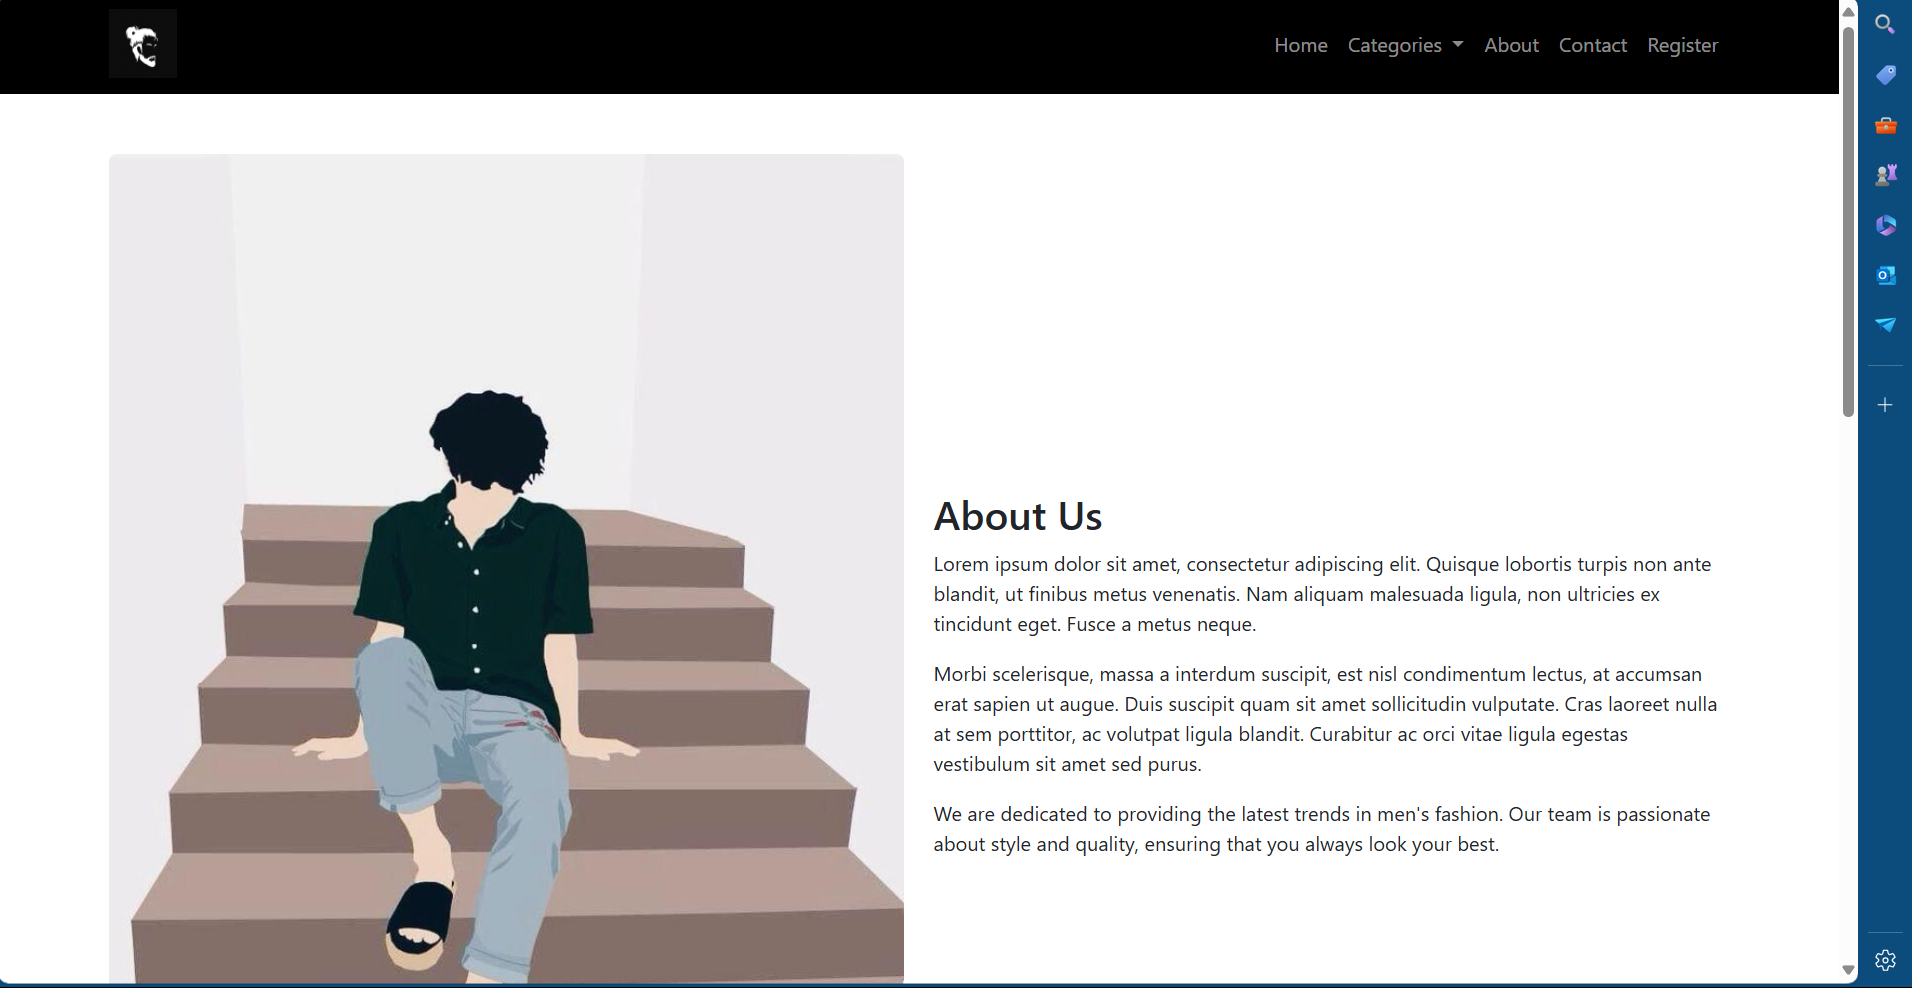 Home Categories About Contact Register
About Us
Lorem ipsum dolor sit amet, consectetur adipiscing elit. Quisque lobortis turpis non ante
blandit, ut finibus metus venenatis. Nam aliquam malesuada ligula, non ultricies ex
tincidunt eget. Fusce a metus neque.
Morbi scelerisque, massa a interdum suscipit, est nisl condimentum lectus, at accumsan
erat sapien ut augue. Duis suscipit quam sit amet sollicitudin vulputate. Cras laoreet nulla
at sem porttitor, ac volutpat ligula blandit. Curabitur ac orci vitae ligula egestas
vestibulum sit amet sed purus.
We are dedicated to providing the latest trends in men's fashion. Our team is passionate
about style and quality, ensuring that you always look your best.